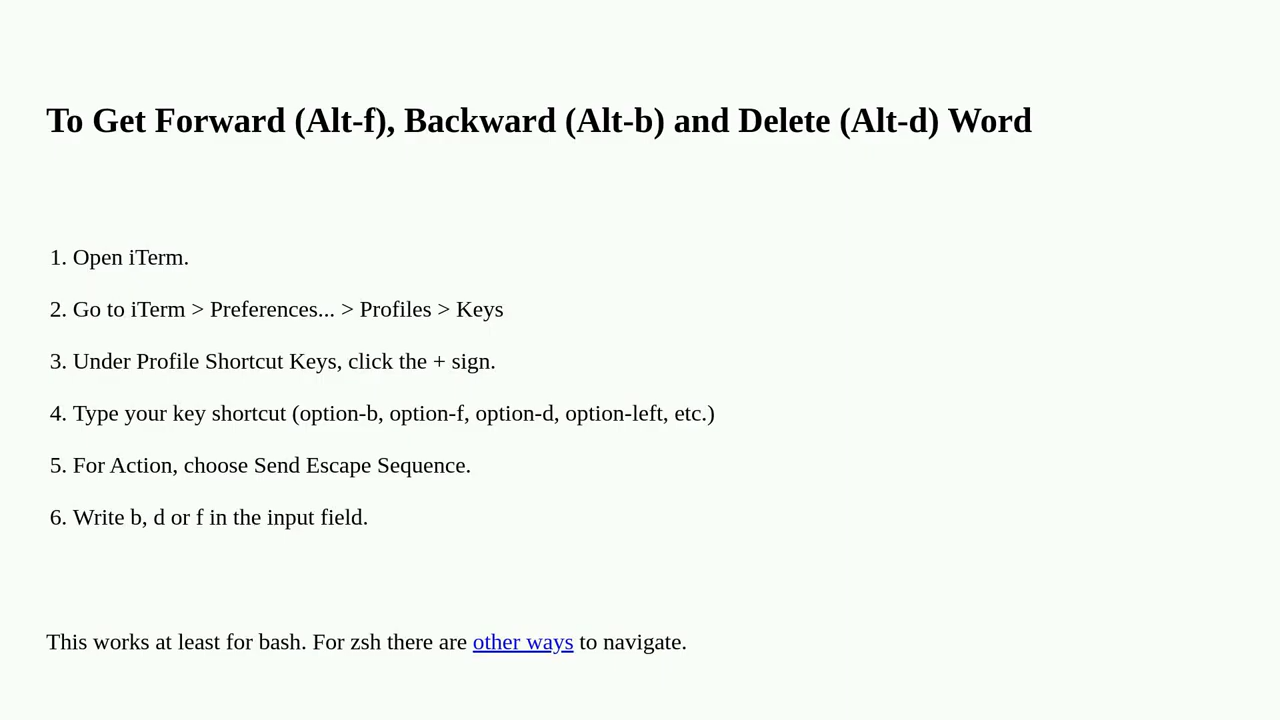 To Get Forward (Alt-f), Backward (Alt-b) and Delete (Alt-d) Word
1. Open iTerm.
2. Go to iTerm > Preferences... > Profiles > Keys
3. Under Profile Shortcut Keys, click the + sign.
4. Type your key shortcut (option-b, option-f, option-d, option-left, etc.)
5. For Action, choose Send Escape Sequence.
6. Write b, d or f in the input field.
This works at least for bash. For zsh there are other ways to navigate.